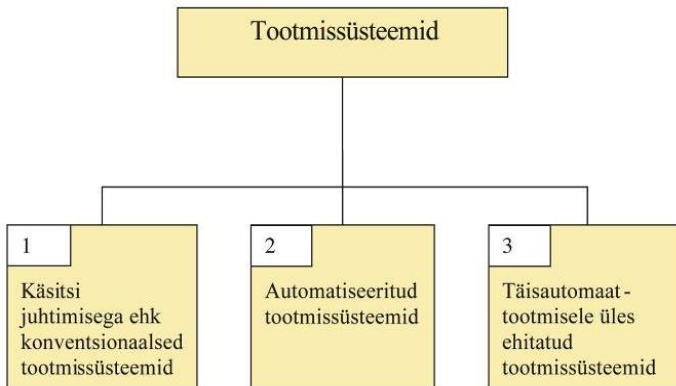 Tootmissüsteemid
1
Käsitsi
juhtimisega ehk
konventsionaalsed
tootmissüsteemid
2
Automatiseeritud
tootmissüsteemid
3
Täisautomaat-
tootmisele üles
ehitatud
tootmissüsteemid